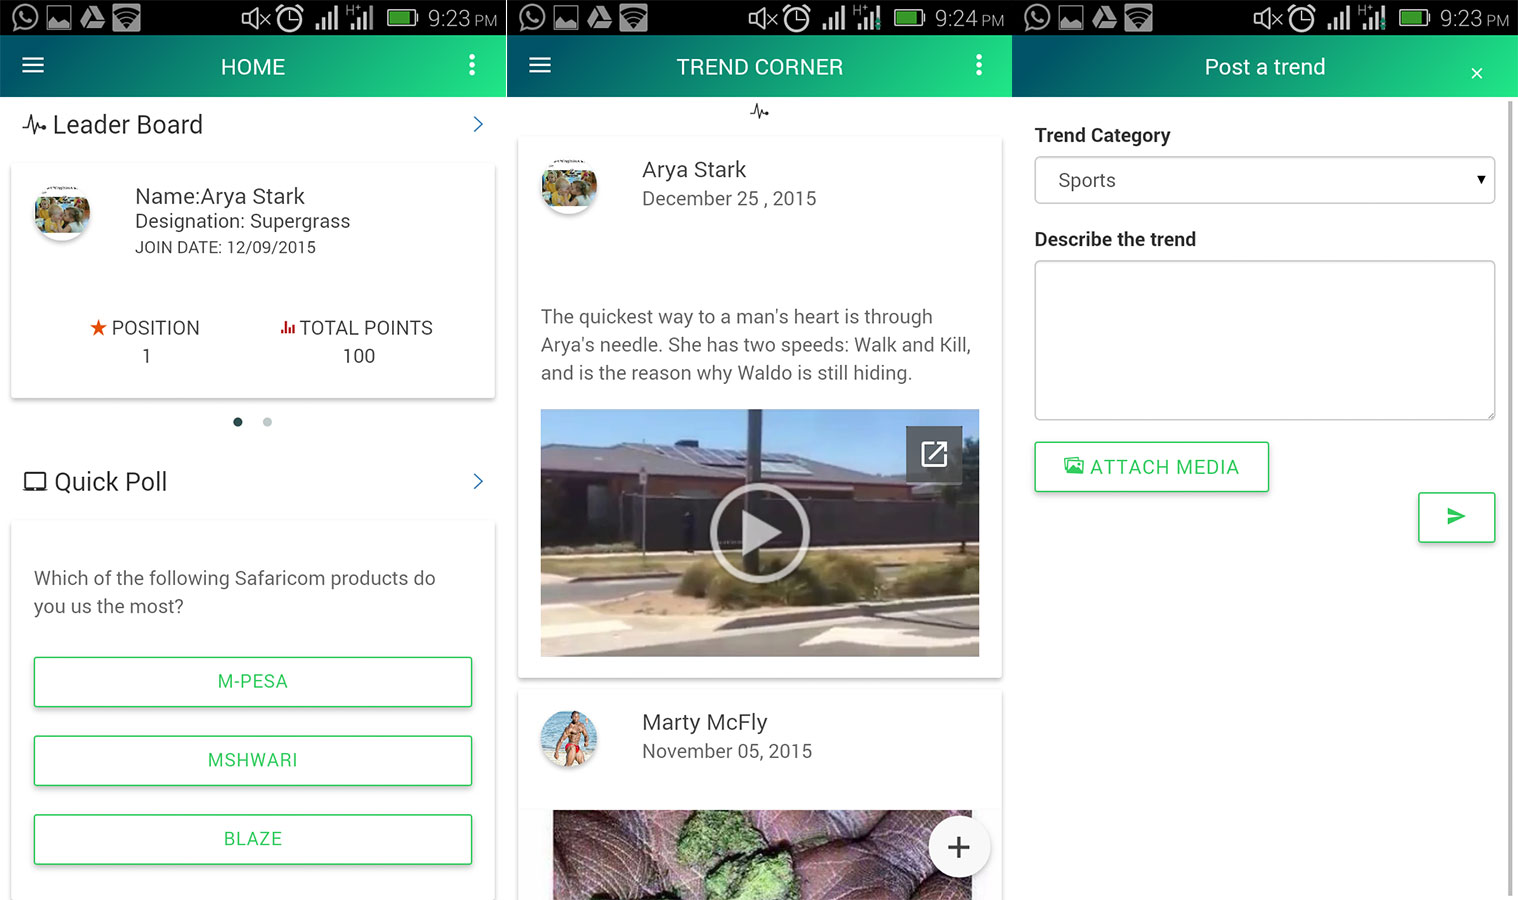 9:23 PM
HOME
Leader Board
Name:Arya Stark
Designation: Supergrass
JOIN DATE: 12/09/2015
POSITION
1
TOTAL POINTS
100
Quick Poll
Which of the following Safaricom products do
you us the most?
M-PESA
MSHWARI
BLAZE
H+ 9:24 PM
TREND CORNER
Arya Stark
December 25 , 2015
The quickest way to a man's heart is through
Arya's needle. She has two speeds: Walk and Kill,
and is the reason why Waldo is still hiding.
Marty McFly
November 05, 2015
H+ 9:23 PM
Post a trend
Trend Category
Sports
Describe the trend
ATTACH MEDIA